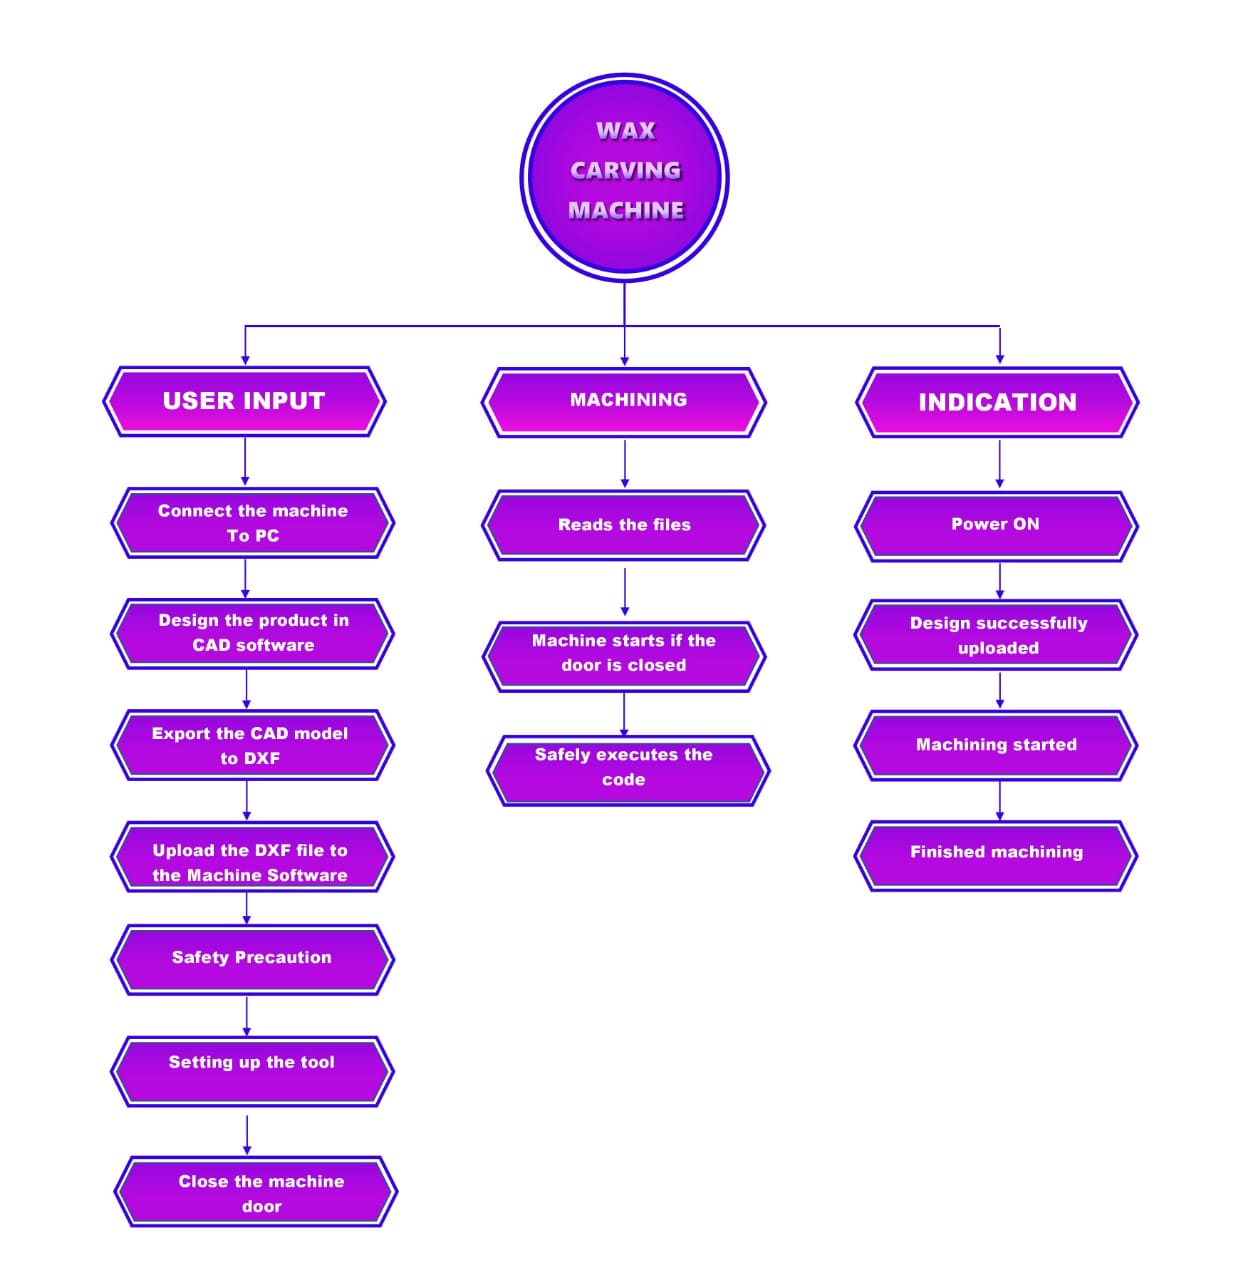 WAX
CARVING
MACHINE
USER INPUT
Connect the machine
To PC
Design the product in
CAD software
Export the CAD model
to DXF
Upload the DXF file to
the Machine Software
Safety Precaution
Setting up the tool
Close the machine
door
MACHINING
Reads the files
Machine starts if the
door is closed
Safely executes the
code
INDICATION
Power ON
Design successfully
uploaded
Machining started
Finished machining